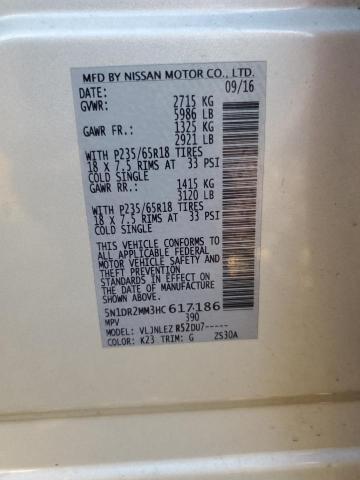 MFD BY NISSAN MOTOR CO., LTD.
DATE: 09/16
GVWR: 2715 KG
5986 LB
GAWR FR.: 1325 KG
2921 LB
WITH P235/65R18 TIRES
18 X 7.5 RIMS AT 33 PSI
COLD SINGLE
GAWR RR.: 1415 KG
3120 LB
WITH P235/65R18 TIRES
18 X 7.5 RIMS AT 33 PSI
COLD SINGLE
THIS VEHICLE CONFORMS TO
ALL APPLICABLE FEDERAL
MOTOR VEHICLE SAFETY AND
THEFT PREVENTION
STANDARDS IN EFFECT ON
THE DATE OF MANUFACTURE
SHOWN ABOVE.
5N1DR2MM3HC617186
MPV 390
MODEL: VLJNLEZ R52DU7-----
COLOR: K23 TRIM: G ZS30A